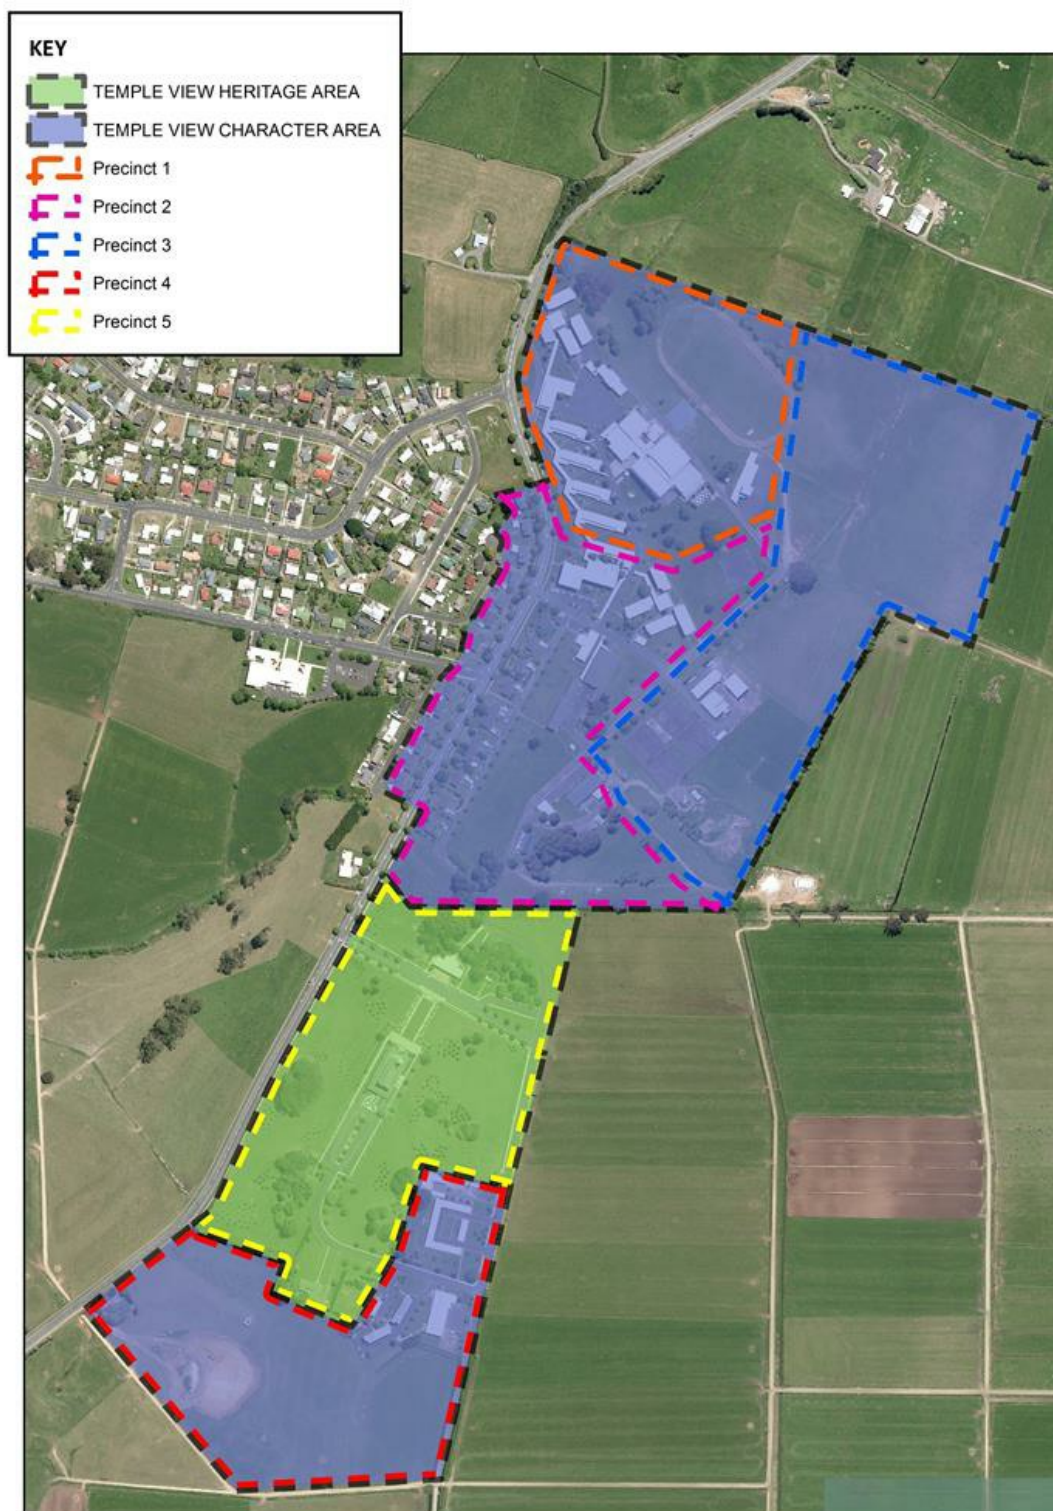 KEY
TEMPLE VIEW HERITAGE AREA
TEMPLE VIEW CHARACTER AREA
Precinct 1
Precinct 2
Precinct 3
Precinct 4
Precinct 5